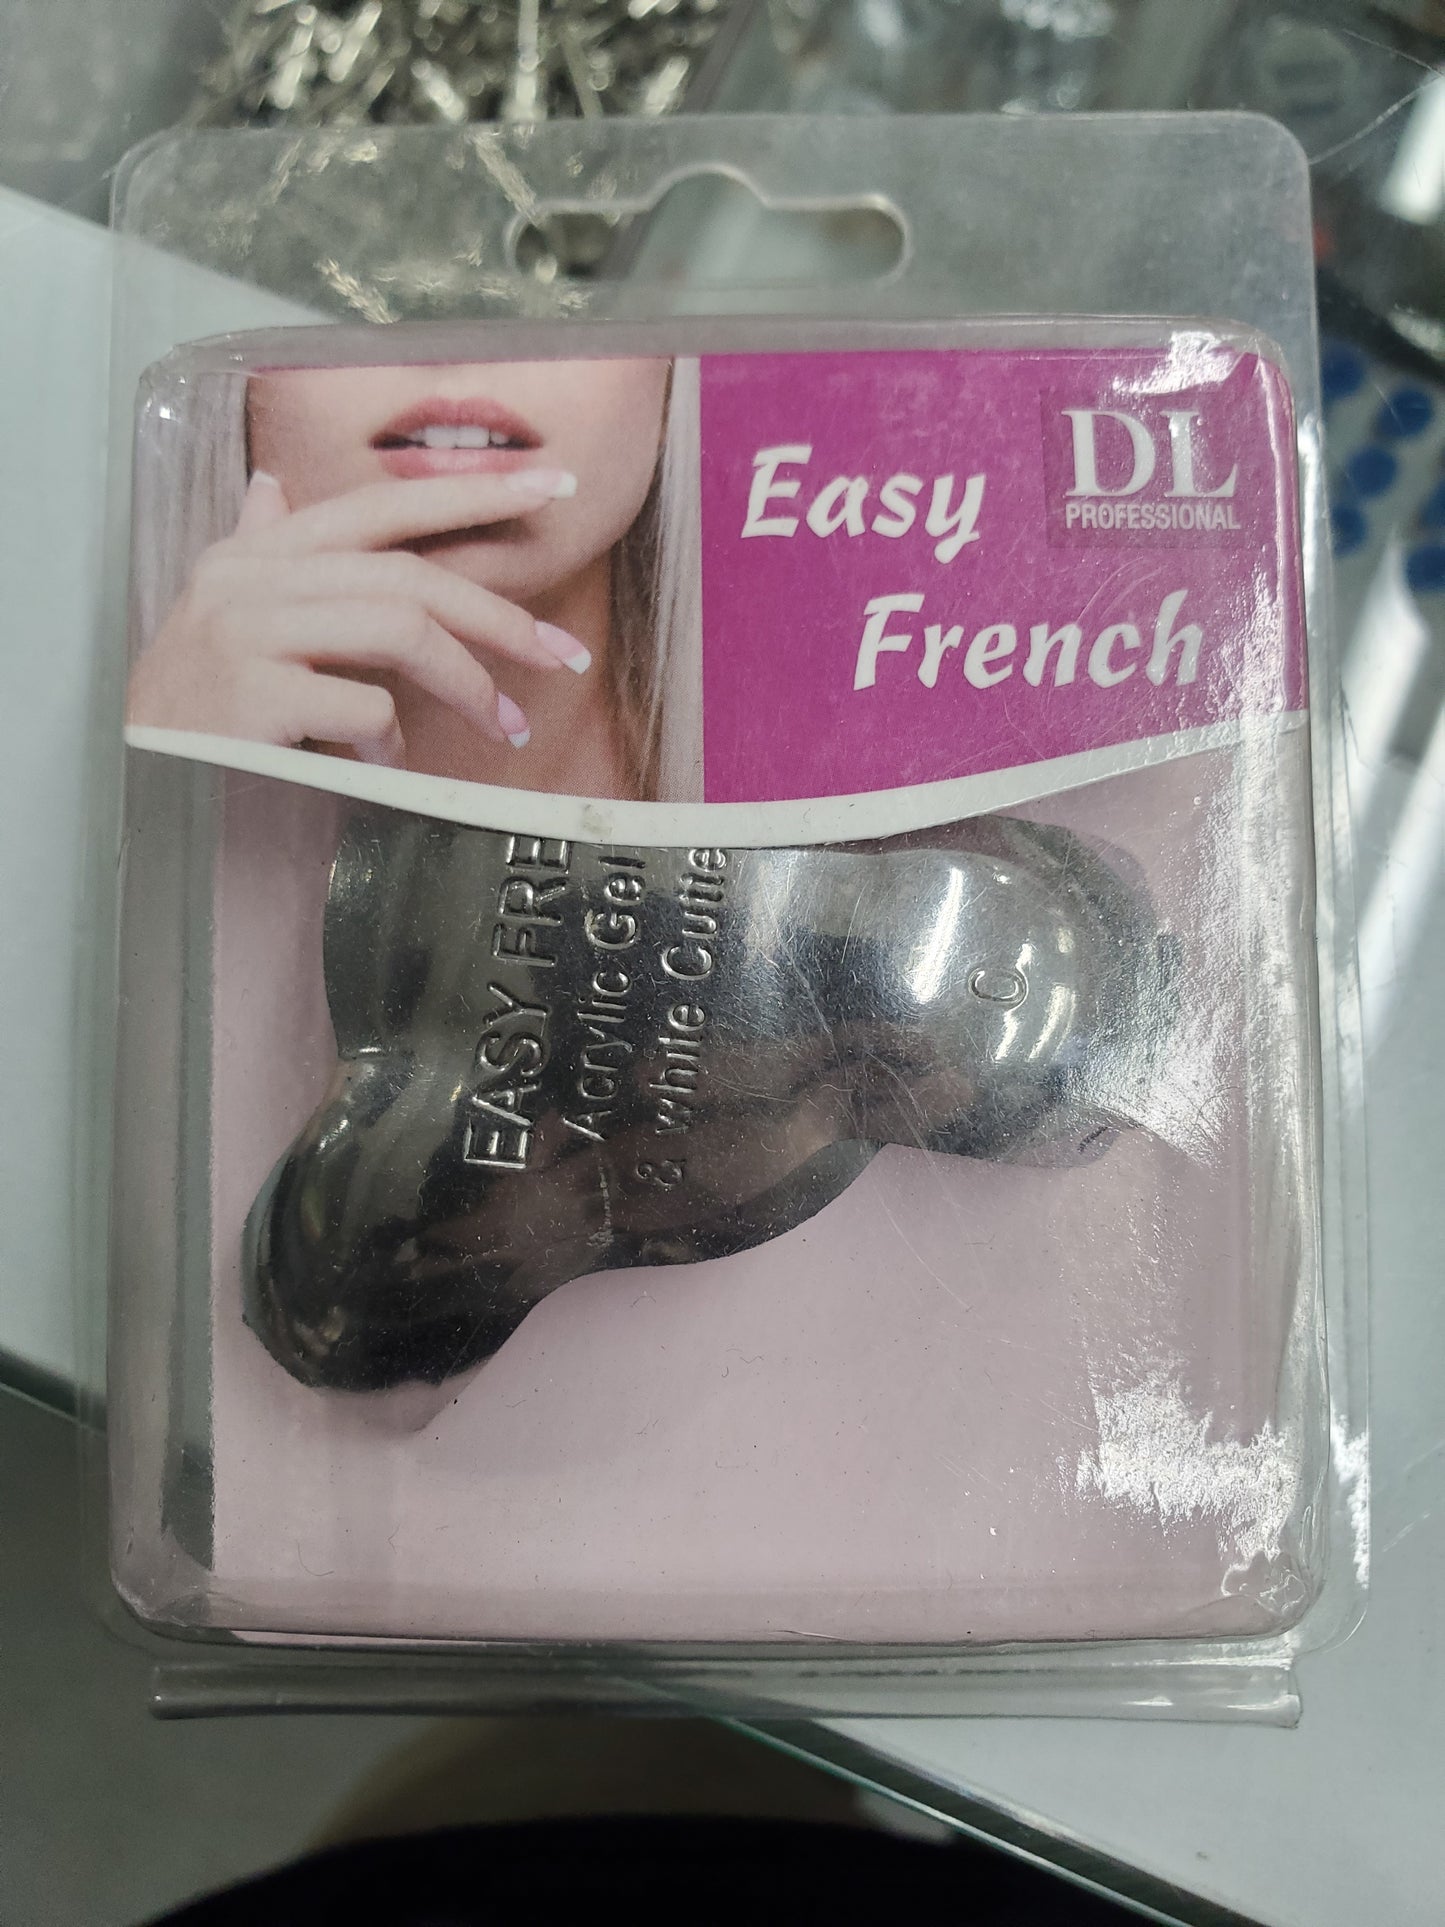 Easy
French
DL
PROFESSIONAL
EASY FRE
Acrylic Gel
& white Cutte
C